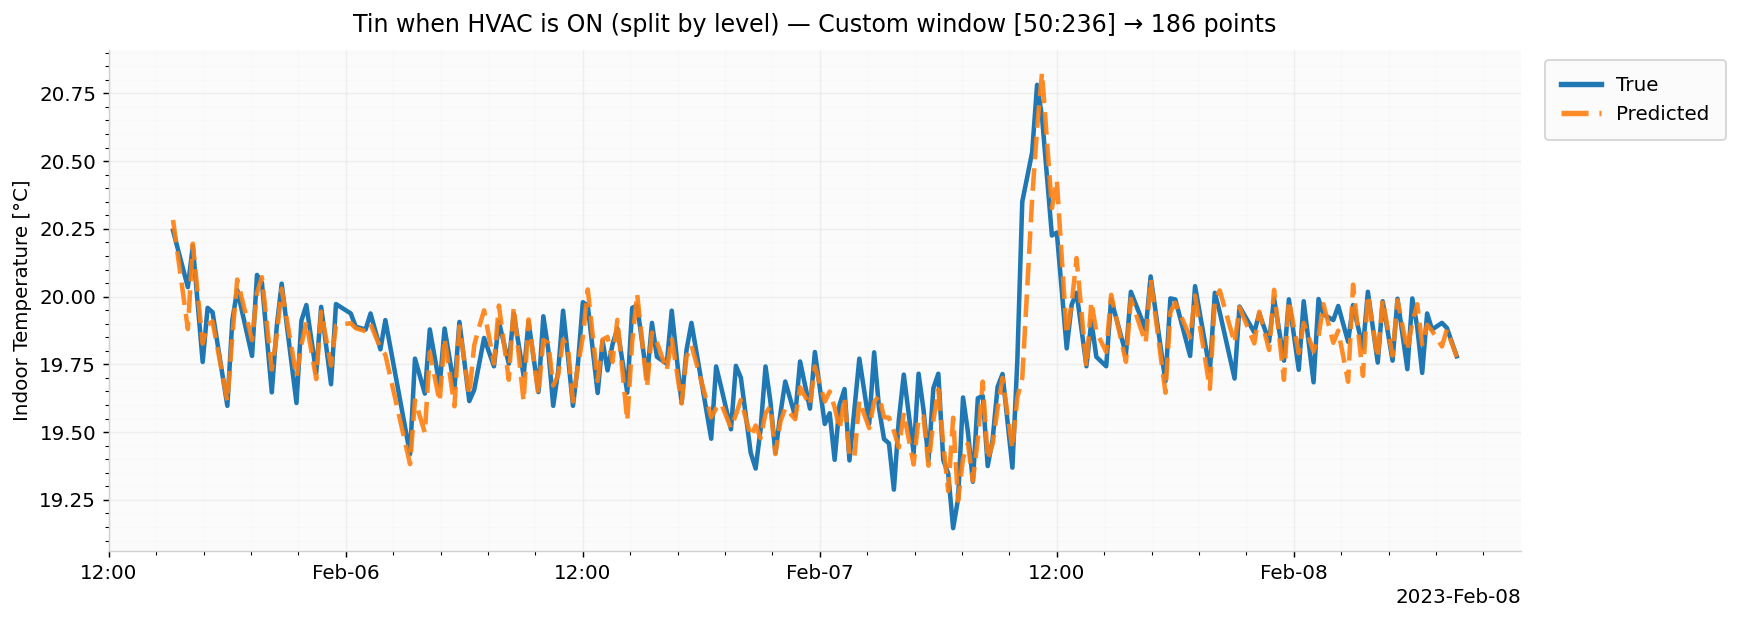 Tin when HVAC is ON (split by level) — Custom window [50:236] → 186 points
True
Predicted
Indoor Temperature [°C]
20.75
20.50
20.25
20.00
19.75
19.50
19.25
12:00 Feb-06 12:00 Feb-07 12:00 Feb-08
2023-Feb-08